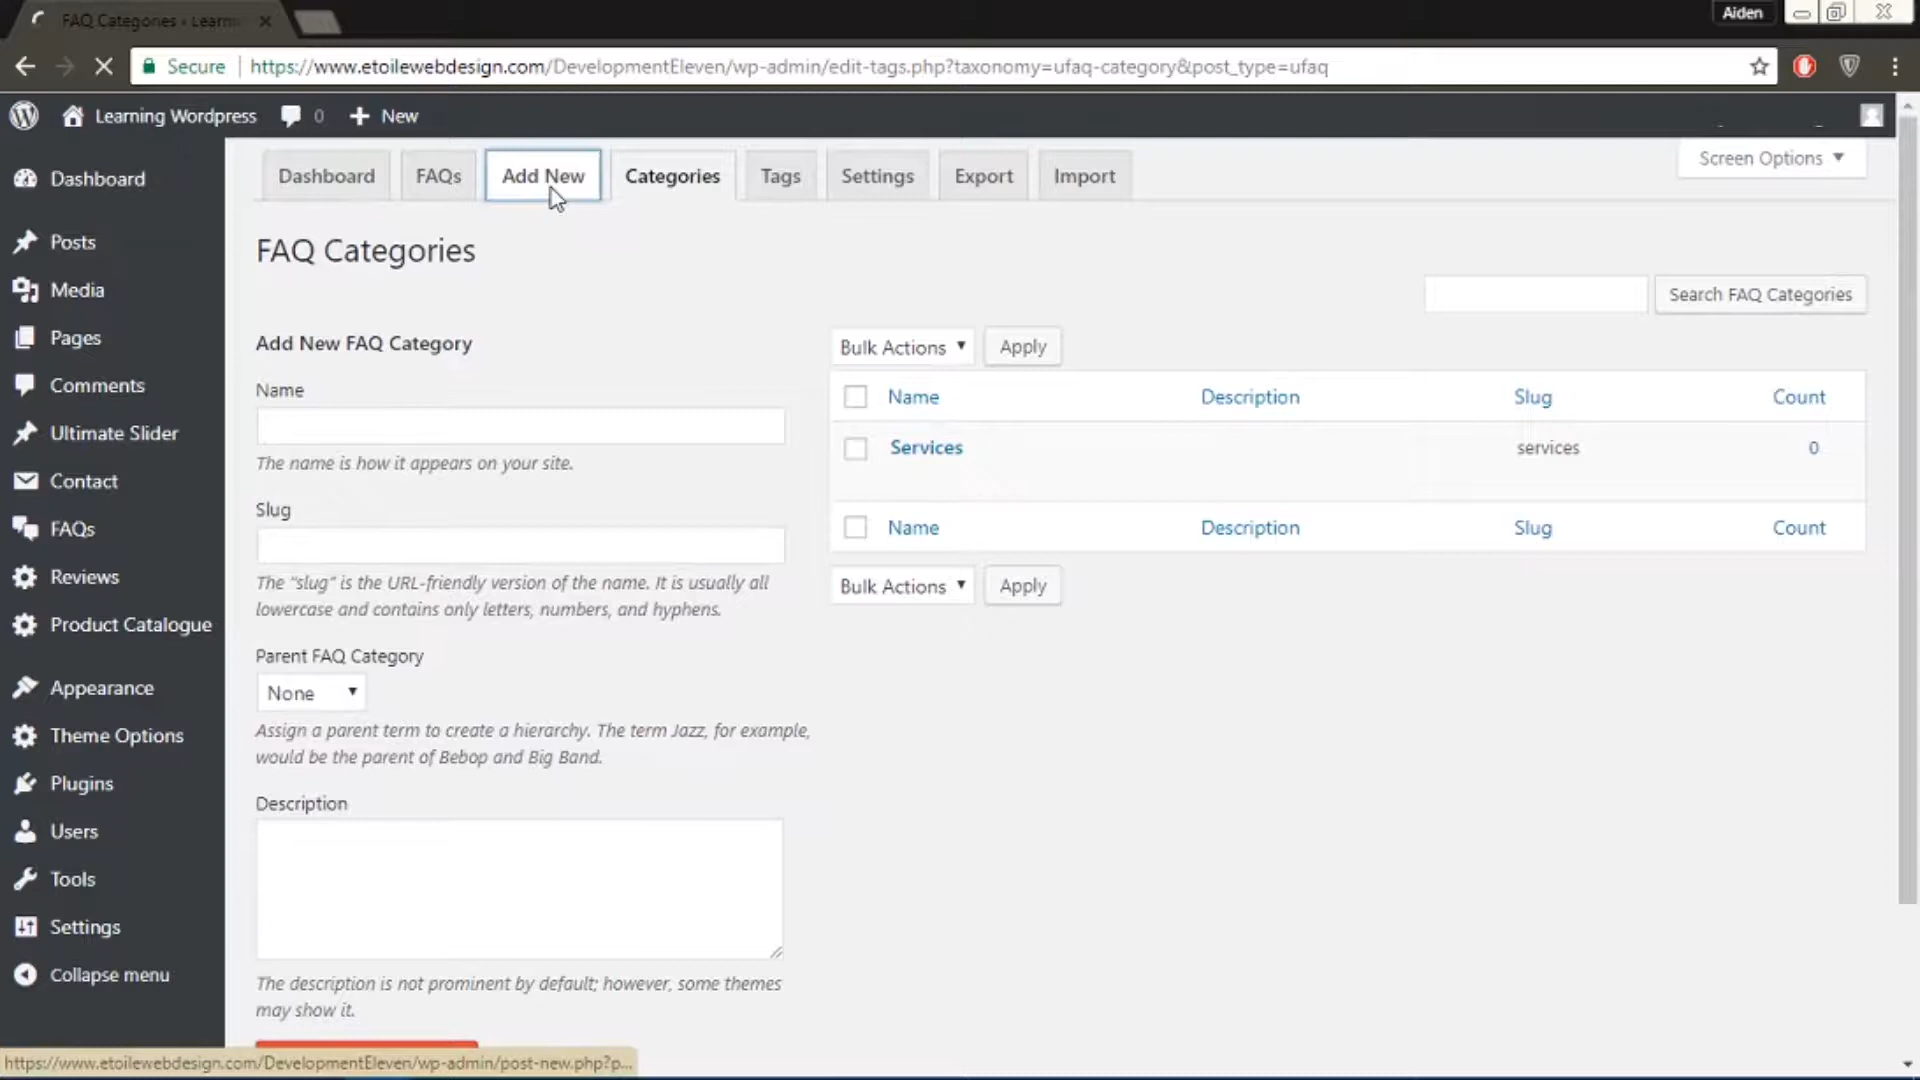 FAQ Categories ‹ Learni
Aiden
Secure
https://www.etoilewebdesign.com/DevelopmentEleven/wp-admin/edit-tags.php?taxonomy=ufaq-category&post_type=ufaq
Learning Wordpress
0
New
Dashboard
FAQs
Add New
Categories
Tags
Settings
Export
Import
Screen Options
Dashboard
Posts
Media
Pages
Comments
Ultimate Slider
Contact
FAQs
Reviews
Product Catalogue
Appearance
Theme Options
Plugins
Users
Tools
Settings
Collapse menu
FAQ Categories
Search FAQ Categories
Add New FAQ Category
Name
The name is how it appears on your site.
Slug
The “slug” is the URL-friendly version of the name. It is usually all
lowercase and contains only letters, numbers, and hyphens.
Parent FAQ Category
None
Assign a parent term to create a hierarchy. The term Jazz, for example,
would be the parent of Bebop and Big Band.
Description
The description is not prominent by default; however, some themes
may show it.
Bulk Actions
Apply
Name Description Slug Count
Services services 0
Name Description Slug Count
Bulk Actions
Apply
https://www.etoilewebdesign.com/DevelopmentEleven/wp-admin/post-new.php?p...